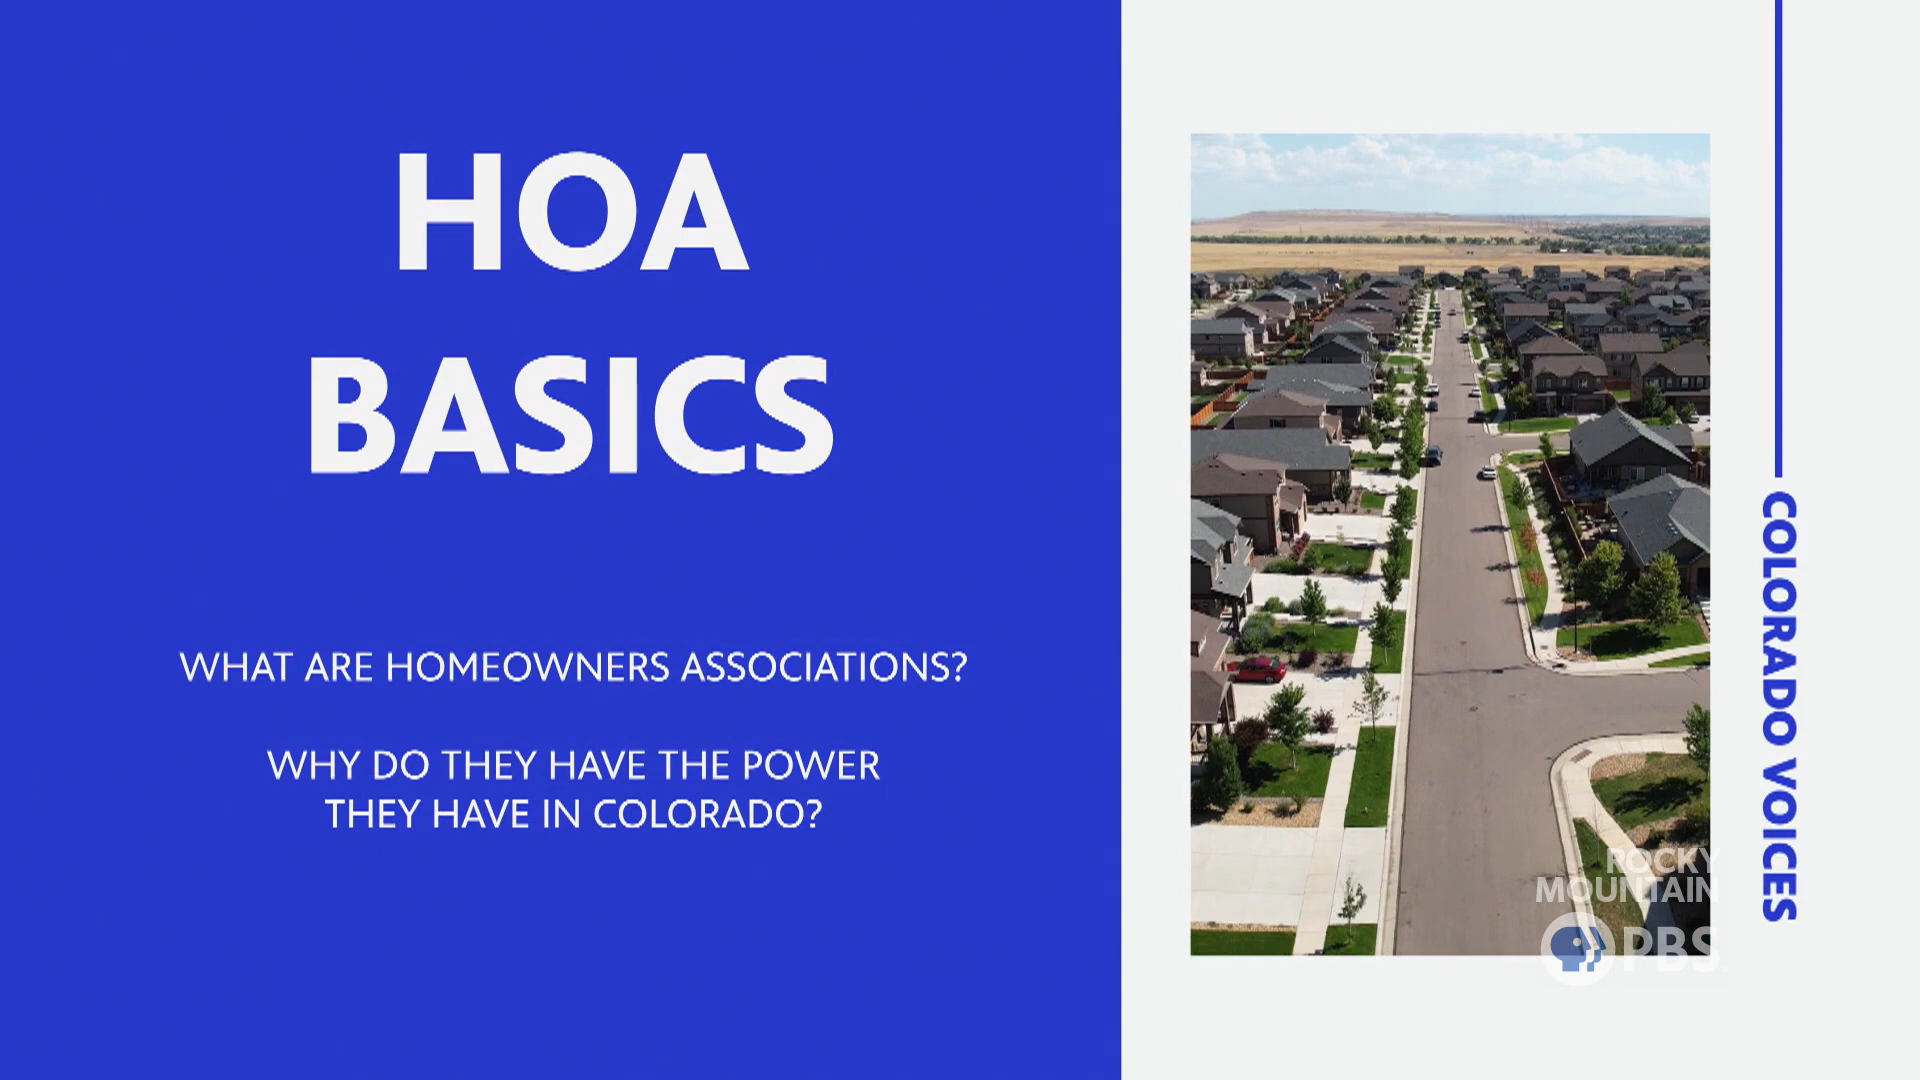 HOA
BASICS
WHAT ARE HOMEOWNERS ASSOCIATIONS?
WHY DO THEY HAVE THE POWER
THEY HAVE IN COLORADO?
COLORADO VOICES
ROCKY
MOUNTAIN
PBS